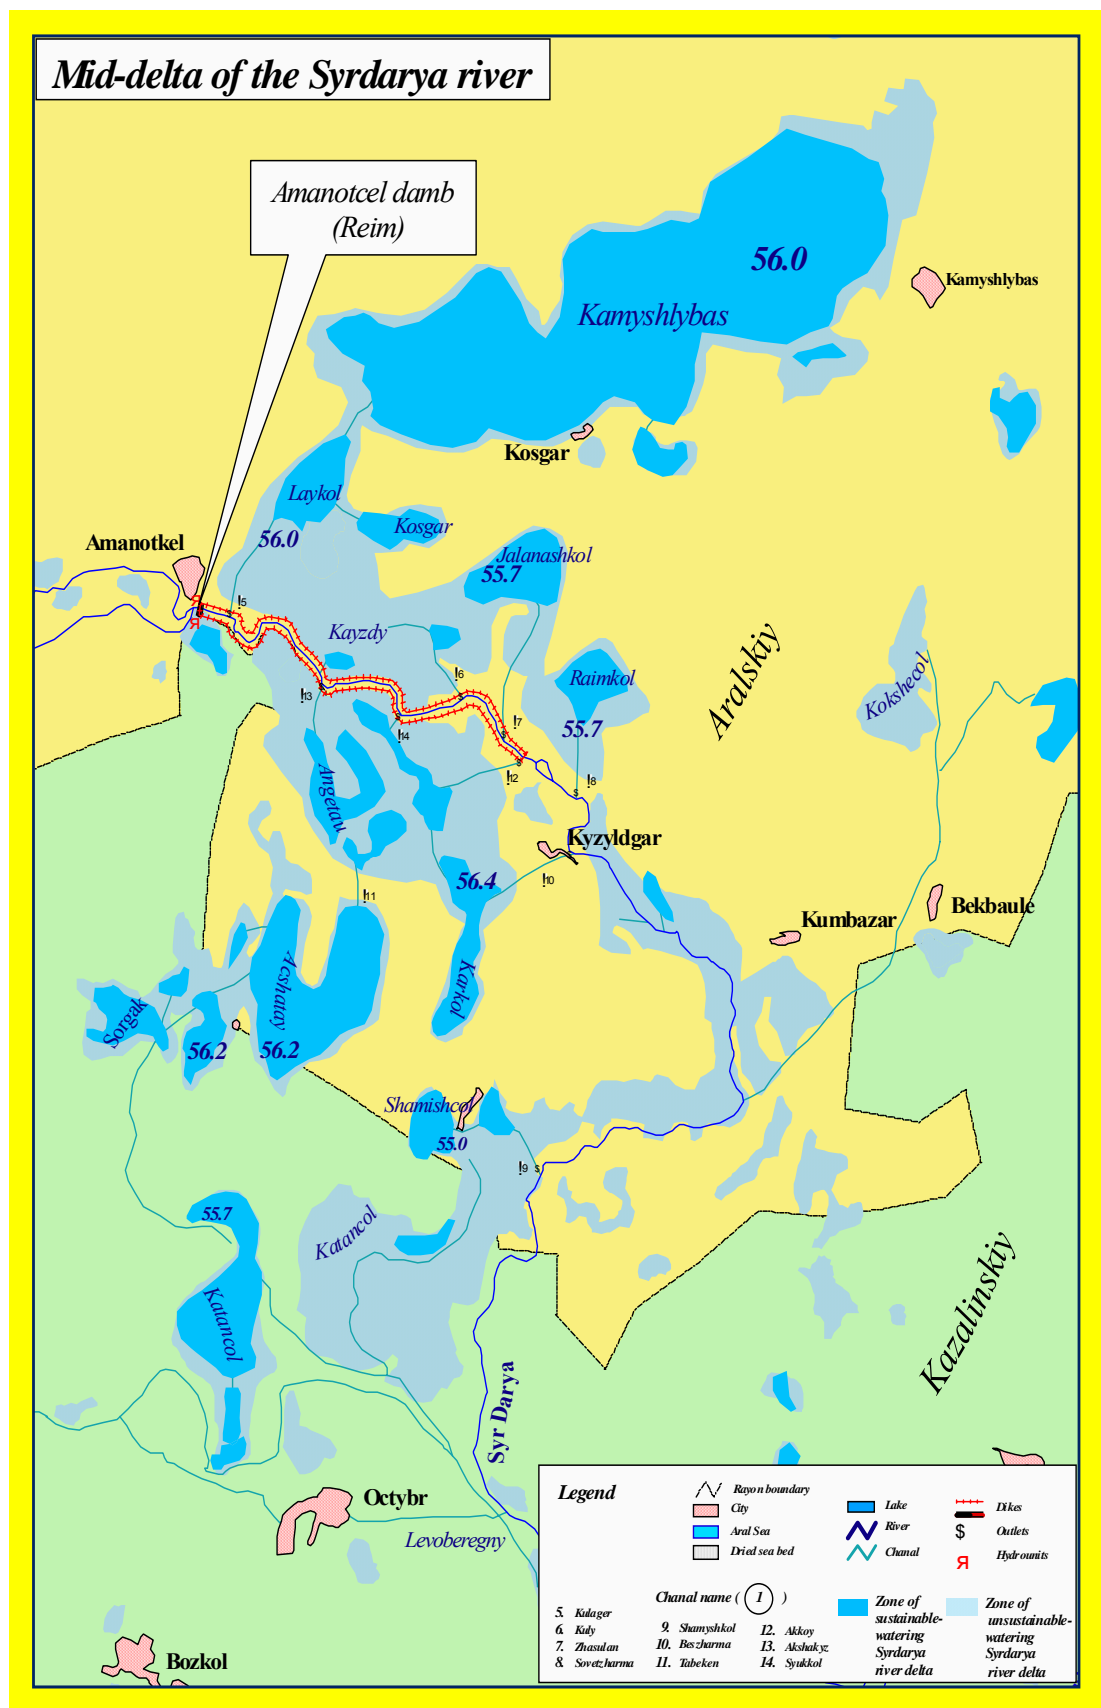 Mid-delta of the Syrdarya river
Amanotcel damb
(Reim)
56.0
Kamyshlybas
Kamyshlybas
Kosgar
Laykol
Kosgar
56.0
Jalanashkol
55.7
Amanotkel
Я
Я
!5
Kayzdy
!6
Raimkol
55.7
Aralskiy
Kokshecol
!13
!14
$
$
!7
$
$
!12
!8
$
Angetau
Kyzyldgar
56.4
!10
!11
Kumbazar
Bekbaule
Acshatay
Karkol
Sorgak
56.2
56.2
Shamishcol
55.0
!9 $
55.7
Katancol
Katancol
Kazalinskiy
Syr Darya
Octybr
Levoberegny
Bozkol
Legend
Rayon boundary
City
Aral Sea
Dried sea bed
Lake
River
Chanal
Dikes
$ Outlets
Я Hydrounits
Chanal name ( 1 )
5. Kulager
6. Kuly
7. Zhasulan
8. Sovetzharma
9. Shamyshkol
10. Beszharma
11. Tabeken
12. Akkoy
13. Akshakyz
14. Syukkol
Zone of
sustainable-
watering
Syrdarya
river delta
Zone of
unsustainable-
watering
Syrdarya
river delta